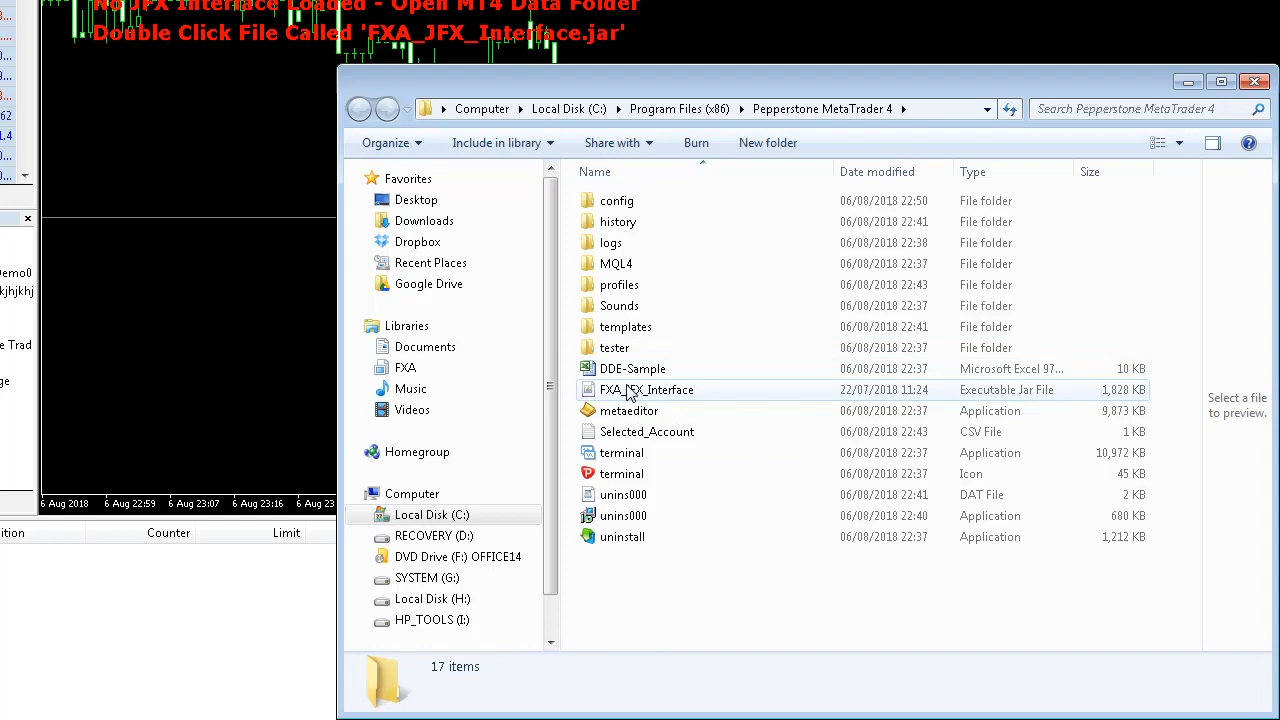 No JFX Interface Loaded - Open MT4 Data Folder
Double Click File Called 'FXA_JFX_Interface.jar'
Computer Local Disk (C:) Program Files (x86) Pepperstone MetaTrader 4
Search Pepperstone MetaTrader 4
Organize Include in library Share with Burn New folder
Name Date modified Type Size
Favorites
Desktop
Downloads
Dropbox
Recent Places
Google Drive
Libraries
Documents
FXA
Music
Videos
Homegroup
Computer
Local Disk (C:)
RECOVERY (D:)
DVD Drive (F:) OFFICE14
SYSTEM (G:)
Local Disk (H:)
HP_TOOLS (I:)
config 06/08/2018 22:50 File folder
history 06/08/2018 22:41 File folder
logs 06/08/2018 22:38 File folder
MQL4 06/08/2018 22:37 File folder
profiles 06/08/2018 22:43 File folder
Sounds 06/08/2018 22:37 File folder
templates 06/08/2018 22:41 File folder
tester 06/08/2018 22:37 File folder
DDE-Sample 06/08/2018 22:37 Microsoft Excel 97... 10 KB
FXA_JFX_Interface 22/07/2018 11:24 Executable Jar File 1,828 KB
metaeditor 06/08/2018 22:37 Application 9,873 KB
Selected_Account 06/08/2018 22:43 CSV File 1 KB
terminal 06/08/2018 22:37 Application 10,972 KB
terminal 06/08/2018 22:37 Icon 45 KB
unins000 06/08/2018 22:41 DAT File 2 KB
unins000 06/08/2018 22:40 Application 680 KB
uninstall 06/08/2018 22:37 Application 1,212 KB
Select a file
to preview.
17 items
62
1.4
Demo0
kjhjkhj
e Trad
ge
6 Aug 2018 6 Aug 22:59 6 Aug 23:07 6 Aug 23:16 6 Aug 23
ition Counter Limit